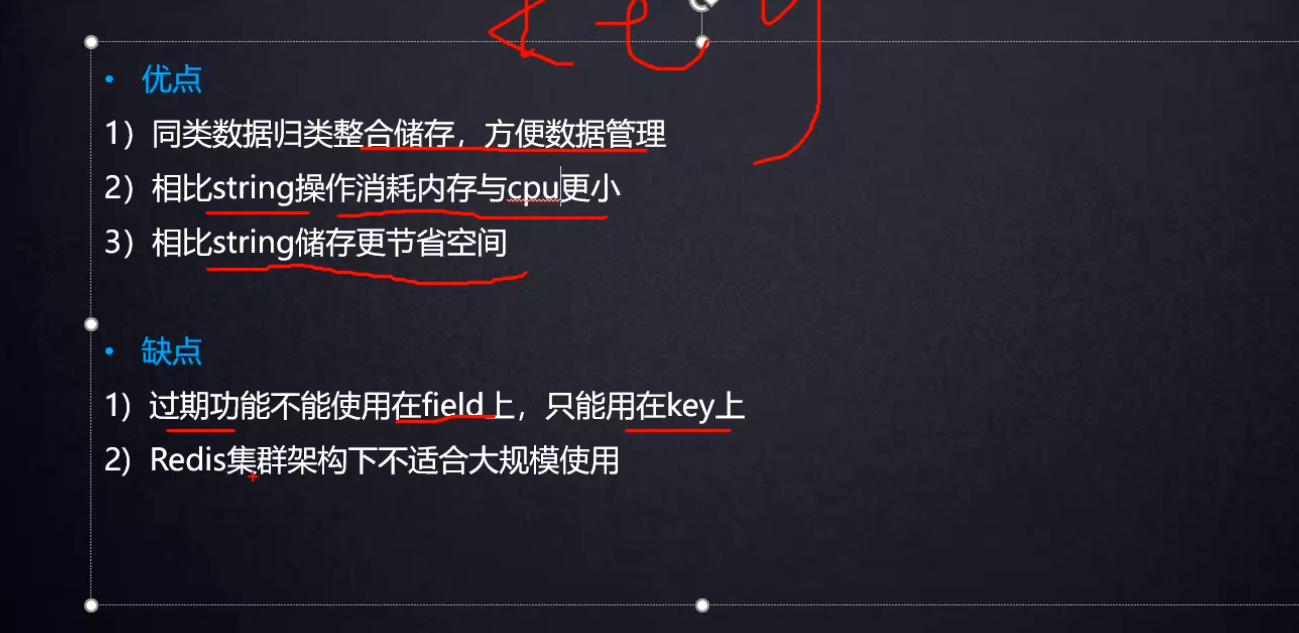 key
• 优点
1）同类数据归类整合储存，方便数据管理
2）相比string操作消耗内存与cpu更小
3）相比string储存更节省空间
• 缺点
1）过期功能不能使用在field上，只能用在key上
2）Redis集群架构下不适合大规模使用